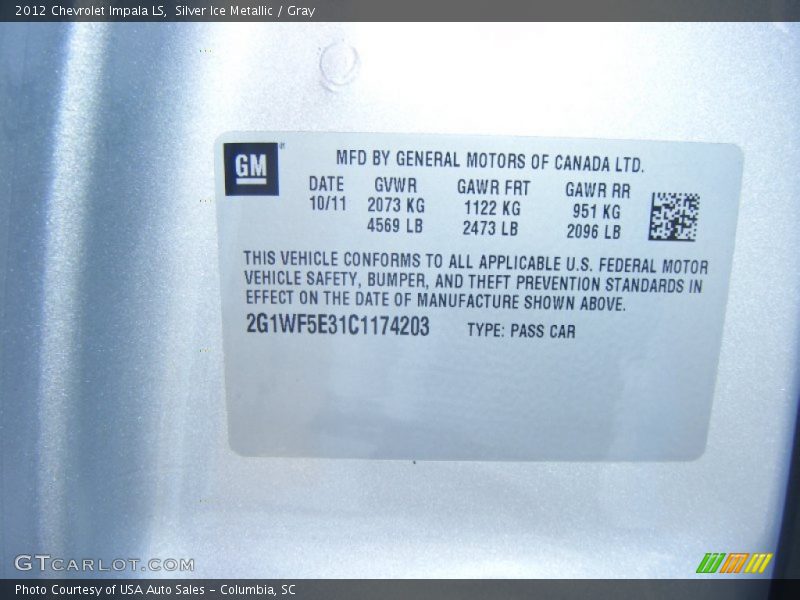 2012 Chevrolet Impala LS, Silver Ice Metallic / Gray
GM
MFD BY GENERAL MOTORS OF CANADA LTD.
DATE GVWR GAWR FRT GAWR RR
10/11 2073 KG 1122 KG 951 KG
4569 LB 2473 LB 2096 LB
THIS VEHICLE CONFORMS TO ALL APPLICABLE U.S. FEDERAL MOTOR
VEHICLE SAFETY, BUMPER, AND THEFT PREVENTION STANDARDS IN
EFFECT ON THE DATE OF MANUFACTURE SHOWN ABOVE.
2G1WF5E31C1174203 TYPE: PASS CAR
GTCARLOT.COM
Photo Courtesy of USA Auto Sales - Columbia, SC